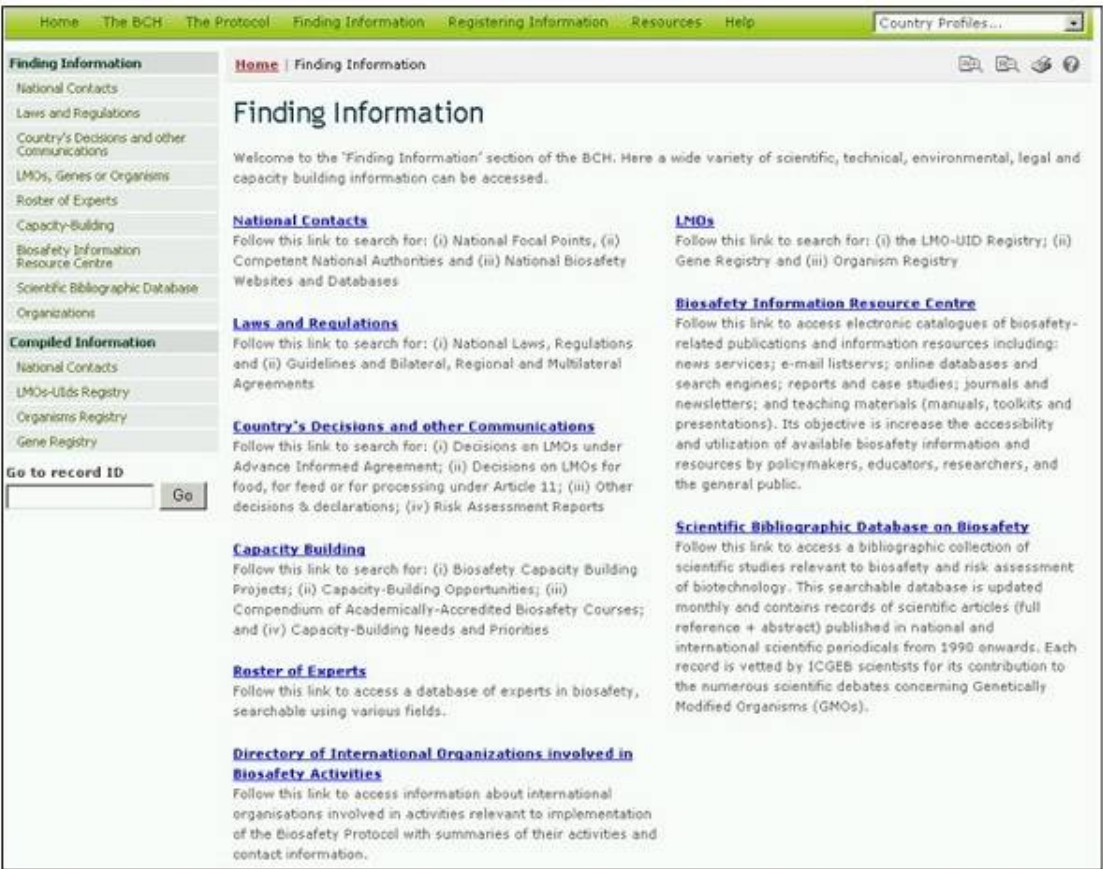 Home The BCH The Protocol Finding Information Registering Information Resources Help Country Profiles...
Finding Information
National Contacts
Laws and Regulations
Country's Decisions and other
Communications
LMOs, Genes or Organisms
Roster of Experts
Capacity-Building
Biosafety Information
Resource Centre
Scientific Bibliographic Database
Organizations
Compiled Information
National Contacts
LMOs-UIds Registry
Organisms Registry
Gene Registry
Go to record ID
Go
Home | Finding Information
Finding Information
Welcome to the 'Finding Information' section of the BCH. Here a wide variety of scientific, technical, environmental, legal and
capacity building information can be accessed.
National Contacts
Follow this link to search for: (i) National Focal Points, (ii)
Competent National Authorities and (iii) National Biosafety
Websites and Databases
Laws and Regulations
Follow this link to search for: (i) National Laws, Regulations
and (ii) Guidelines and Bilateral, Regional and Multilateral
Agreements
Country's Decisions and other Communications
Follow this link to search for: (i) Decisions on LMOs under
Advance Informed Agreement; (ii) Decisions on LMOs for
food, for feed or for processing under Article 11; (iii) Other
decisions & declarations; (iv) Risk Assessment Reports
Capacity Building
Follow this link to search for: (i) Biosafety Capacity Building
Projects; (ii) Capacity-Building Opportunities; (iii)
Compendium of Academically-Accredited Biosafety Courses;
and (iv) Capacity-Building Needs and Priorities
Roster of Experts
Follow this link to access a database of experts in biosafety,
searchable using various fields.
Directory of International Organizations involved in
Biosafety Activities
Follow this link to access information about international
organisations involved in activities relevant to implementation
of the Biosafety Protocol with summaries of their activities and
contact information.
LMOs
Follow this link to search for: (i) the LMO-UID Registry; (ii)
Gene Registry and (iii) Organism Registry
Biosafety Information Resource Centre
Follow this link to access electronic catalogues of biosafety-
related publications and information resources including:
news services; e-mail listservs; online databases and
search engines; reports and case studies; journals and
newsletters; and teaching materials (manuals, toolkits and
presentations). Its objective is increase the accessibility
and utilization of available biosafety information and
resources by policymakers, educators, researchers, and
the general public.
Scientific Bibliographic Database on Biosafety
Follow this link to access a bibliographic collection of
scientific studies relevant to biosafety and risk assessment
of biotechnology. This searchable database is updated
monthly and contains records of scientific articles (full
reference + abstract) published in national and
international scientific periodicals from 1990 onwards. Each
record is vetted by ICGEB scientists for its contribution to
the numerous scientific debates concerning Genetically
Modified Organisms (GMOs).